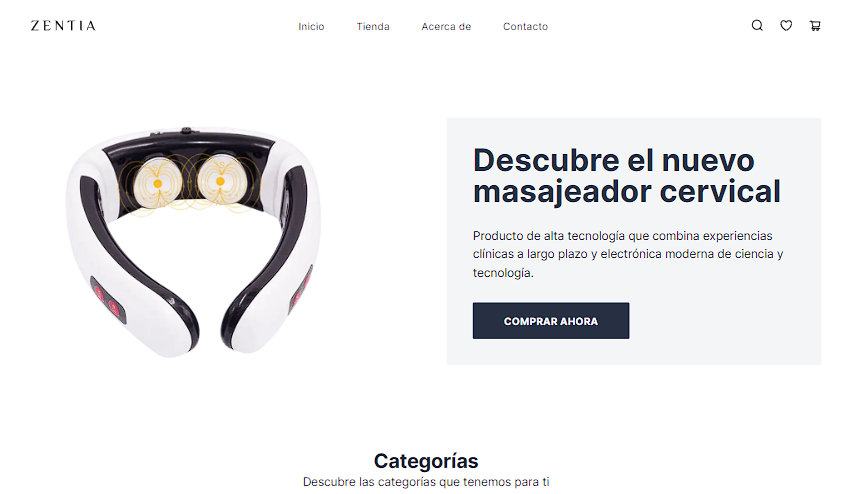 ZENTIA
Inicio
Tienda
Acerca de
Contacto
Descubre el nuevo
masajeador cervical
Producto de alta tecnología que combina experiencias
clínicas a largo plazo y electrónica moderna de ciencia y
tecnología.
COMPRAR AHORA
Categorías
Descubre las categorías que tenemos para ti